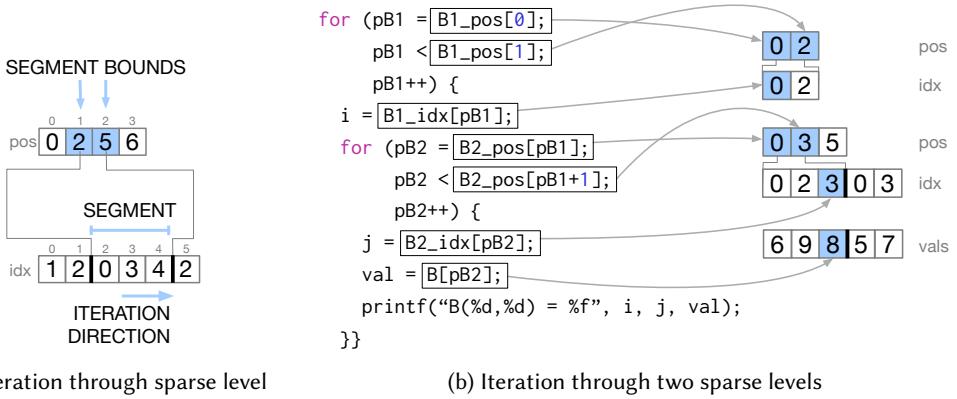 SEGMENT BOUNDS
0 1 2 3
pos 0 2 5 6
SEGMENT
0 1 2 3 4 5
idx 1 2 0 3 4 2
ITERATION
DIRECTION
eration through sparse level
for (pB1 = B1_pos[0];
pB1 < B1_pos[1];
pB1++) {
i = B1_idx[pB1];
for (pB2 = B2_pos[pB1];
pB2 < B2_pos[pB1+1];
pB2++) {
j = B2_idx[pB2];
val = B[pB2];
printf(“B(%d,%d) = %f”, i, j, val);
}}
0 2 pos
0 2 idx
0 3 5 pos
0 2 3 0 3 idx
6 9 8 5 7 vals
(b) Iteration through two sparse levels